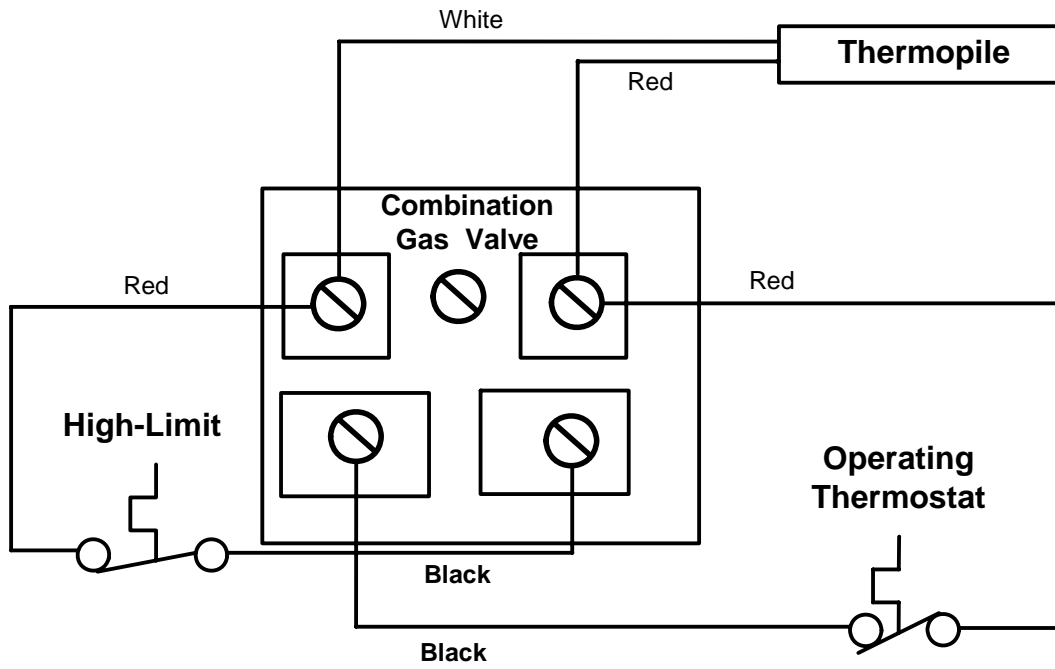 White
Thermopile
Red
Combination
Gas Valve
Red
Red
High-Limit
Operating
Thermostat
Black
Black